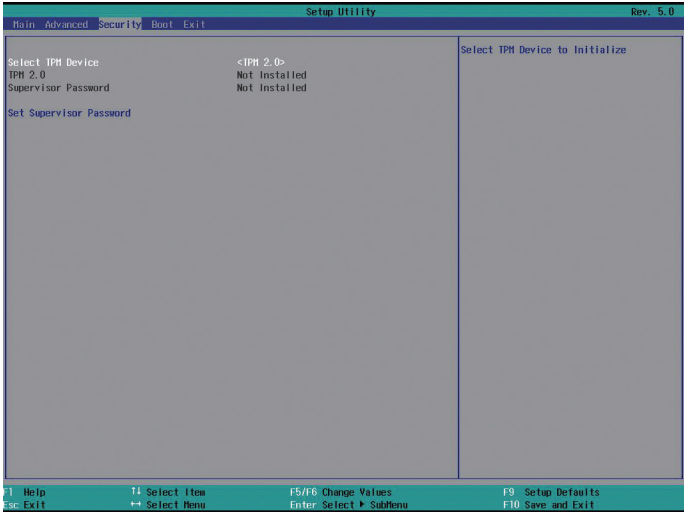 Setup Utility Rev. 5.0
Main Advanced Security Boot Exit
Select TPM Device <TPM 2.0>
TPM 2.0 Not Installed
Supervisor Password Not Installed
Set Supervisor Password
Select TPM Device to Initialize
F1 Help ↑↓ Select Item F5/F6 Change Values F9 Setup Defaults
Esc Exit ↔ Select Menu Enter Select ▶ SubMenu F10 Save and Exit